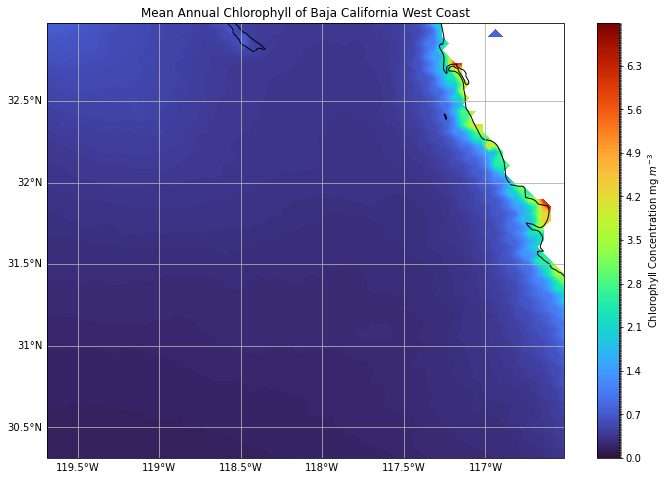 Mean Annual Chlorophyll of Baja California West Coast
32.5°N
32°N
31.5°N
31°N
30.5°N
119.5°W
119°W
118.5°W
118°W
117.5°W
117°W
6.3
5.6
4.9
4.2
3.5
2.8
2.1
1.4
0.7
0.0
Chlorophyll Concentration mg m⁻³